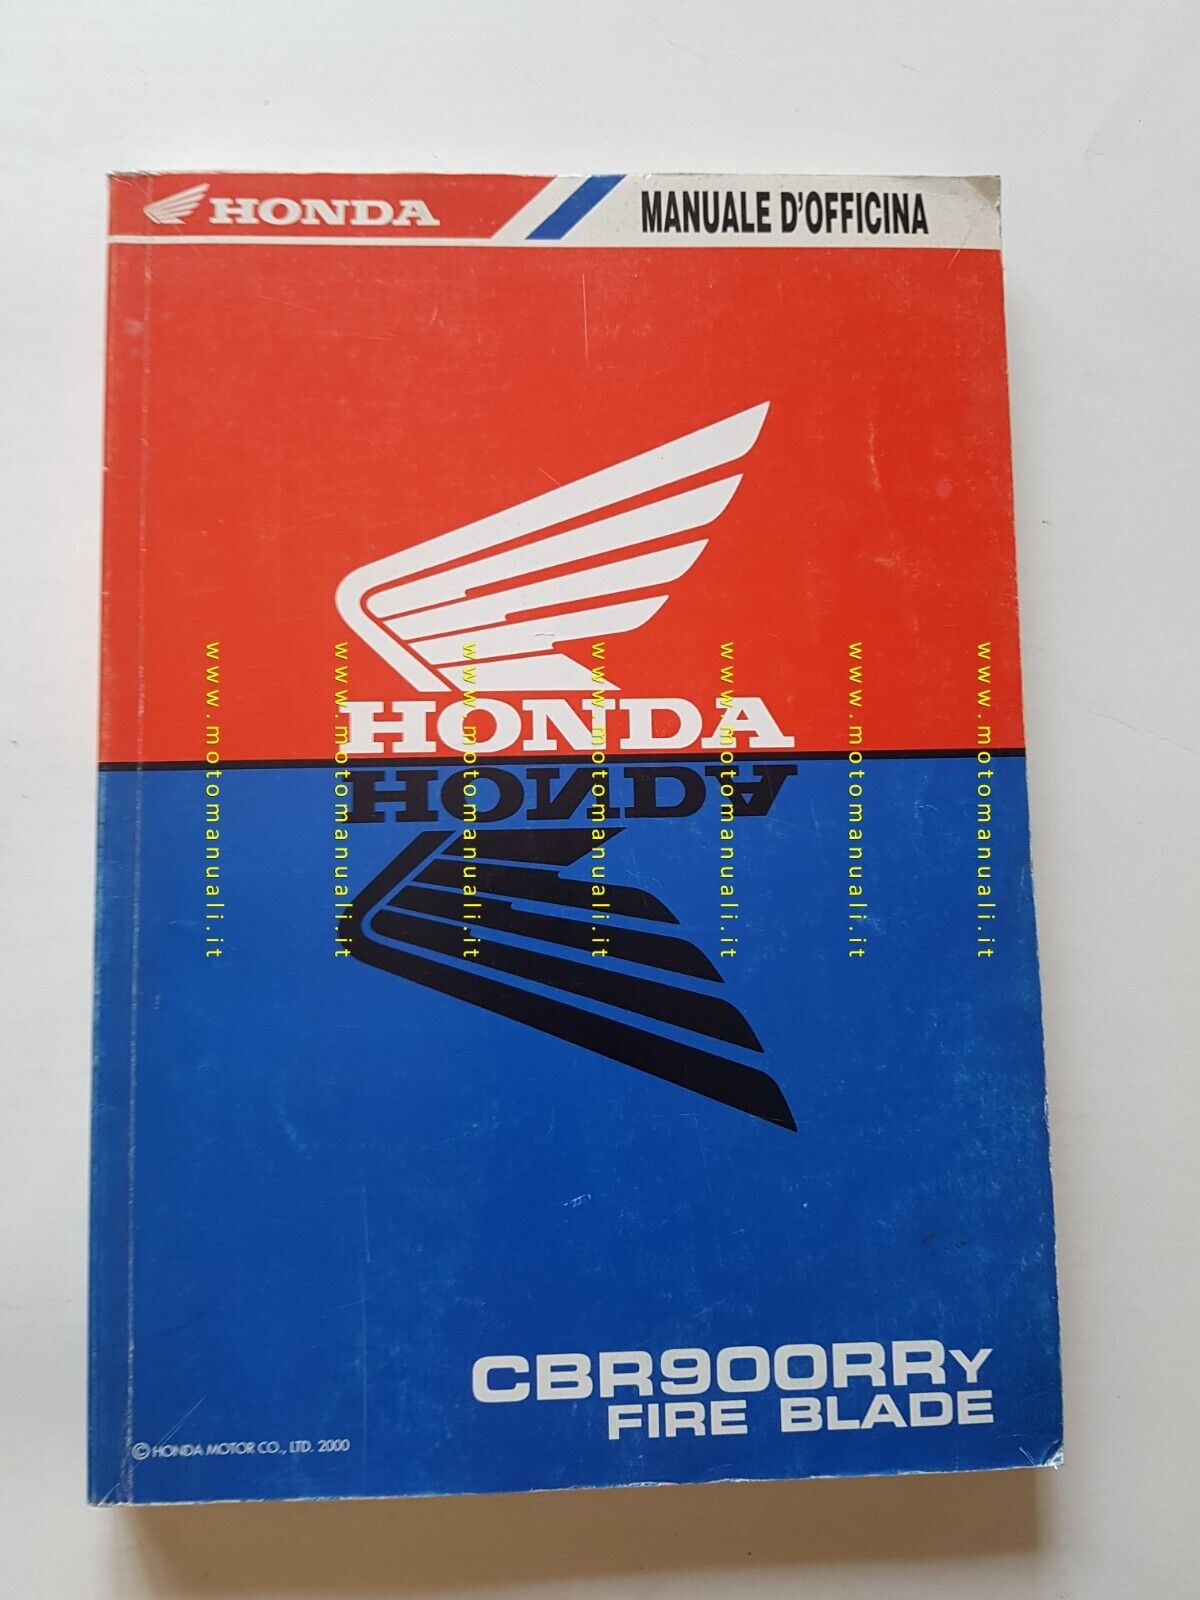 HONDA MANUALE D'OFFICINA
HONDA
HONDA
www.motomanuali.it www.motomanuali.it www.motomanuali.it www.motomanuali.it www.motomanuali.it www.motomanuali.it www.motomanuali.it
CBR900RRY
FIRE BLADE
© HONDA MOTOR CO., LTD. 2000